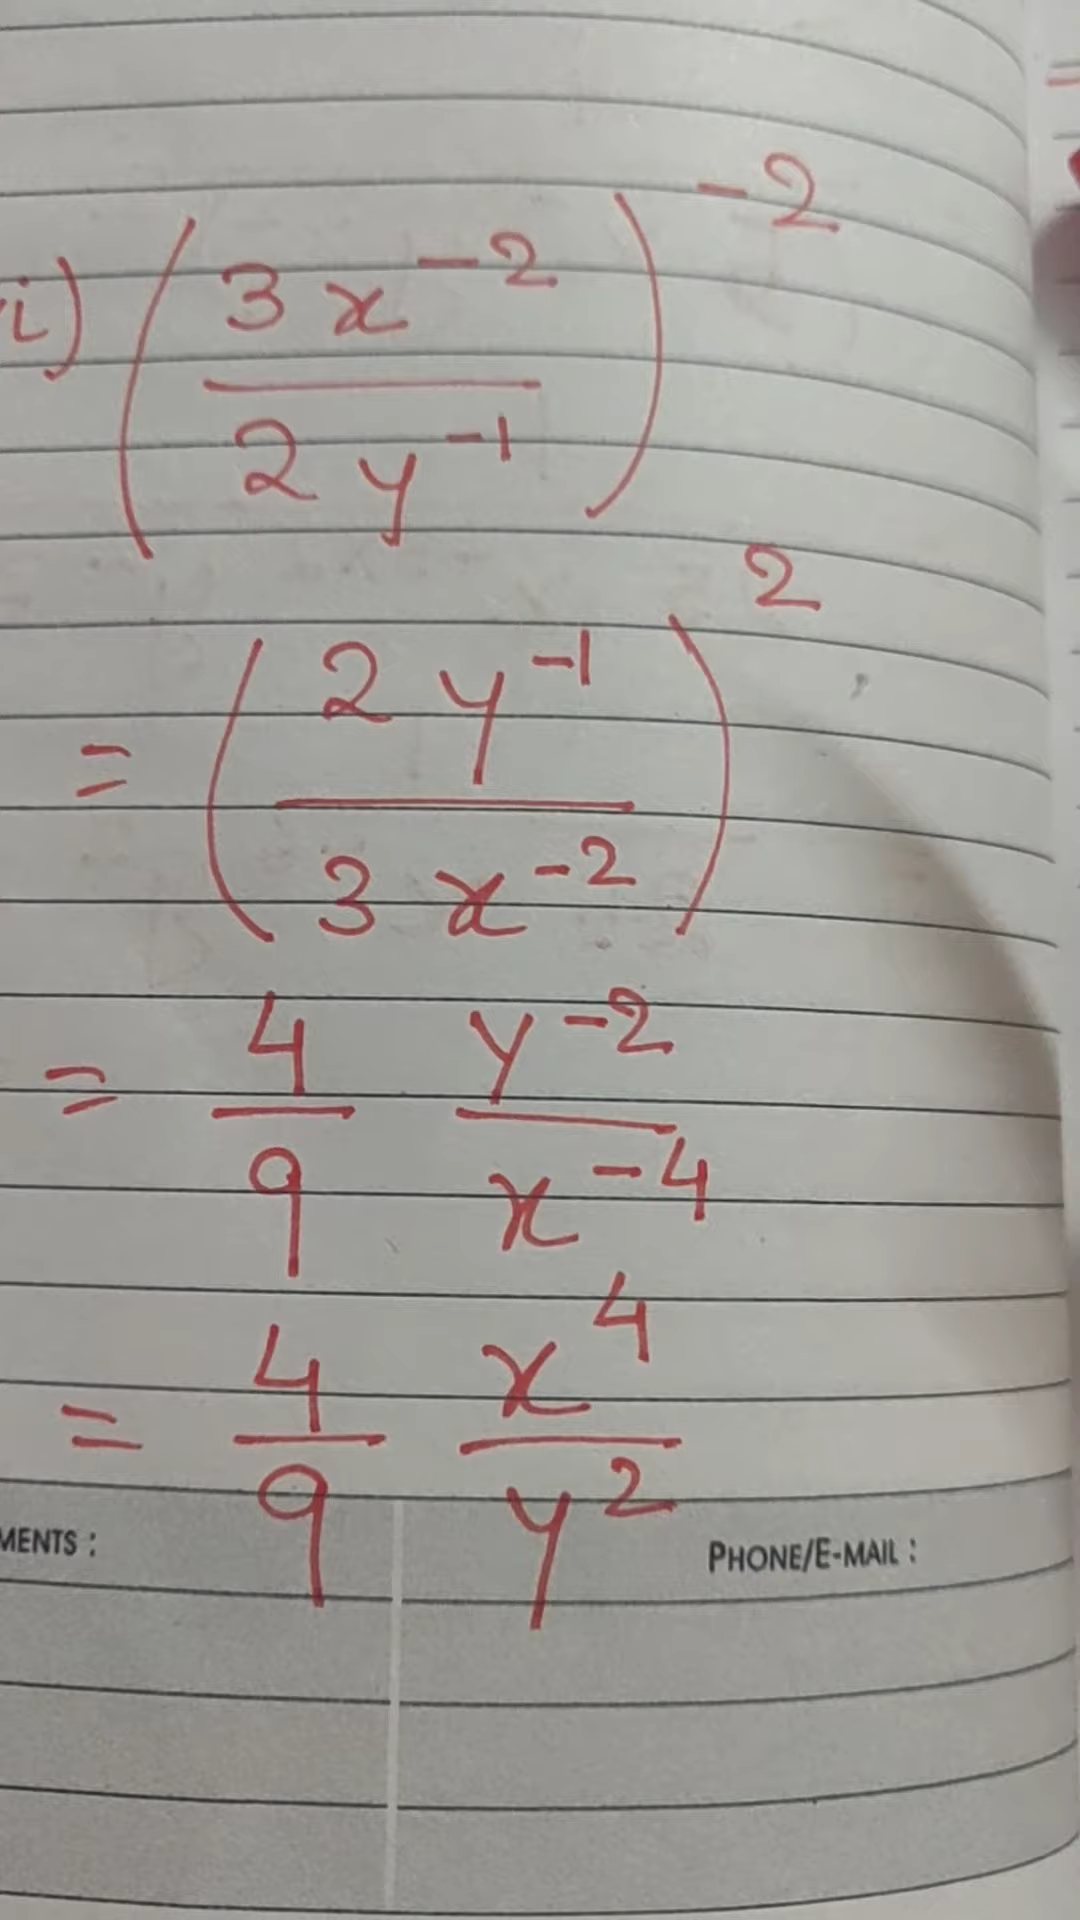 i) (3x⁻² / 2y⁻¹)⁻²
= (2y⁻¹ / 3x⁻²)²
= 4/9 y⁻²/x⁻⁴
= 4/9 x⁴/y²
MENTS : PHONE/E-MAIL :